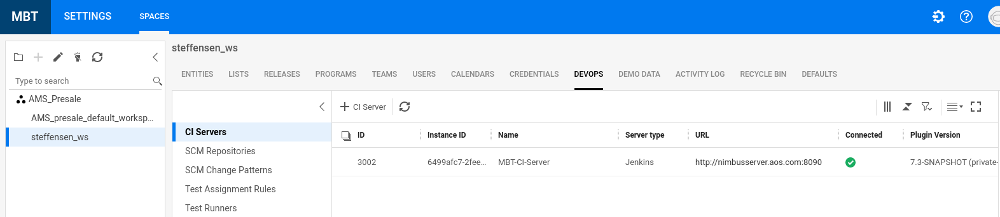 MBT SETTINGS SPACES
steffensen_ws
Type to search
AMS_Presale
AMS_presale_default_worksp...
steffensen_ws
ENTITIES LISTS RELEASES PROGRAMS TEAMS USERS CALENDARS CREDENTIALS DEVOPS DEMO DATA ACTIVITY LOG RECYCLE BIN DEFAULTS
CI Servers
SCM Repositories
SCM Change Patterns
Test Assignment Rules
Test Runners
CI Server
ID Instance ID Name Server type URL Connected Plugin Version
3002 6499afc7-2fee... MBT-CI-Server Jenkins http://nimbusserver.aos.com:8090 7.3-SNAPSHOT (private-